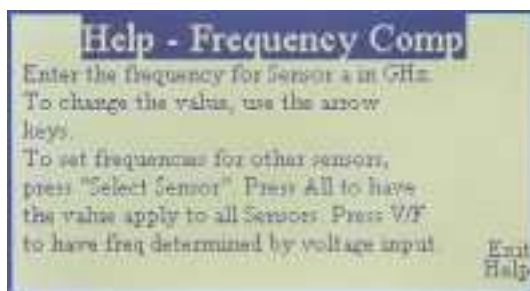 Help - Frequency Comp
Enter the frequency for Sensor a in GHz.
To change the value, use the arrow
keys.
To set frequencies for other sensors,
press "Select Sensor". Press All to have
the value apply to all Sensors. Press V/F
to have freq determined by voltage input
Exit
Help